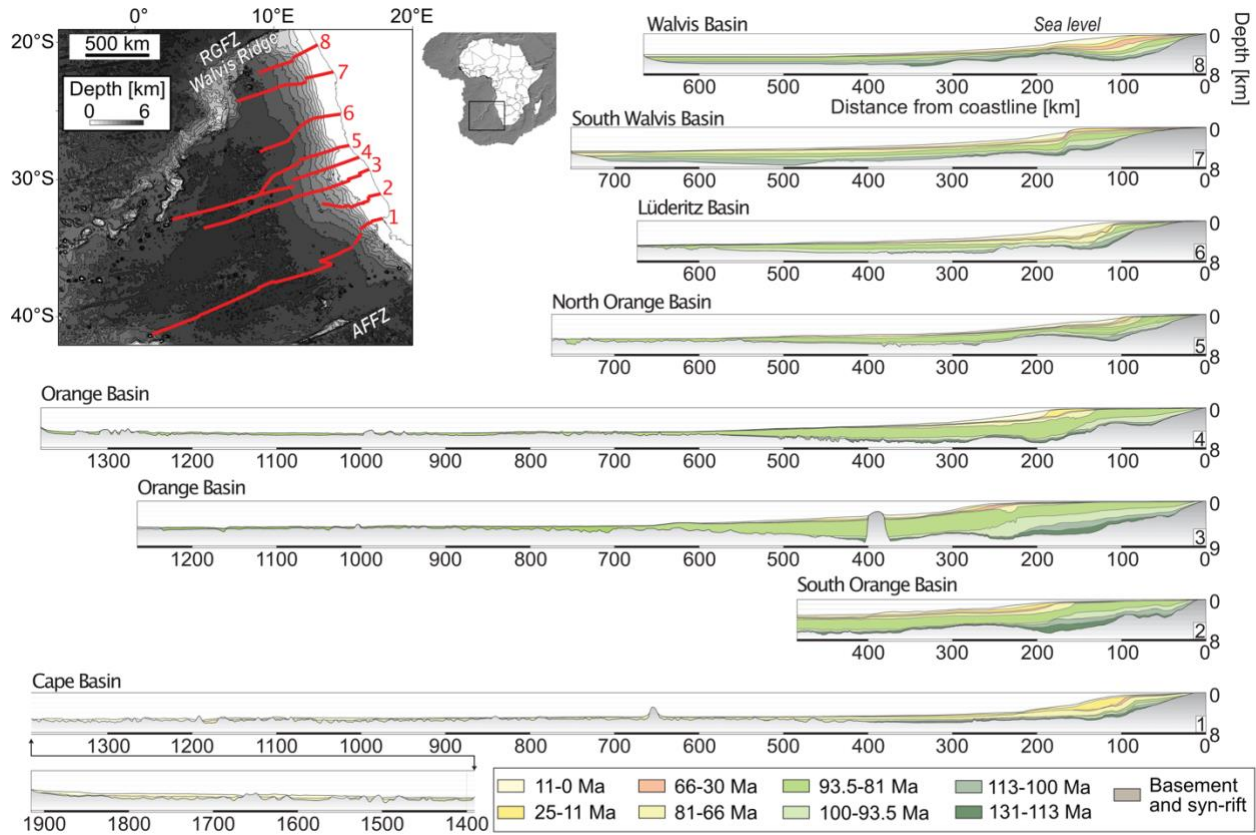 0° 10°E 20°E
20°S
30°S
40°S
500 km
Depth [km]
0 6
RGFZ
Walvis Ridge
AFFZ
8
7
6
5
4
3
2
1
Walvis Basin
Sea level
Depth [km]
0
8
8
600 500 400 300 200 100 0
Distance from coastline [km]
South Walvis Basin
0
7
8
700 600 500 400 300 200 100 0
Lüderitz Basin
0
6
8
600 500 400 300 200 100 0
North Orange Basin
0
5
8
700 600 500 400 300 200 100 0
Orange Basin
0
4
8
1300 1200 1100 1000 900 800 700 600 500 400 300 200 100 0
Orange Basin
0
3
9
1200 1100 1000 900 800 700 600 500 400 300 200 100 0
South Orange Basin
0
2
8
400 300 200 100 0
Cape Basin
0
1
8
1300 1200 1100 1000 900 800 700 600 500 400 300 200 100 0
1900 1800 1700 1600 1500 1400
11-0 Ma 66-30 Ma 93.5-81 Ma 113-100 Ma Basement
and syn-rift
25-11 Ma 81-66 Ma 100-93.5 Ma 131-113 Ma